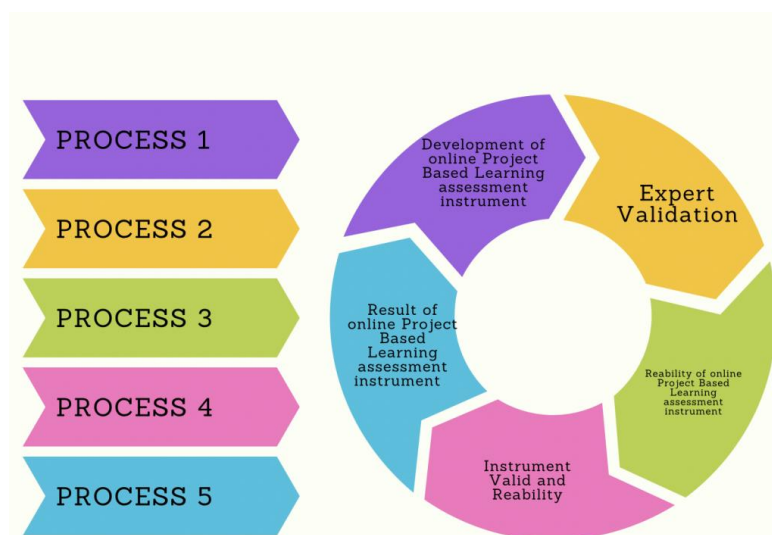 PROCESS 1
PROCESS 2
PROCESS 3
PROCESS 4
PROCESS 5
Development of
online Project
Based Learning
assessment
instrument
Expert
Validation
Reability of online
Project Based
Learning
assessment
instrument
Instrument
Valid and
Reability
Result of
online Project
Based
Learning
assessment
instrument